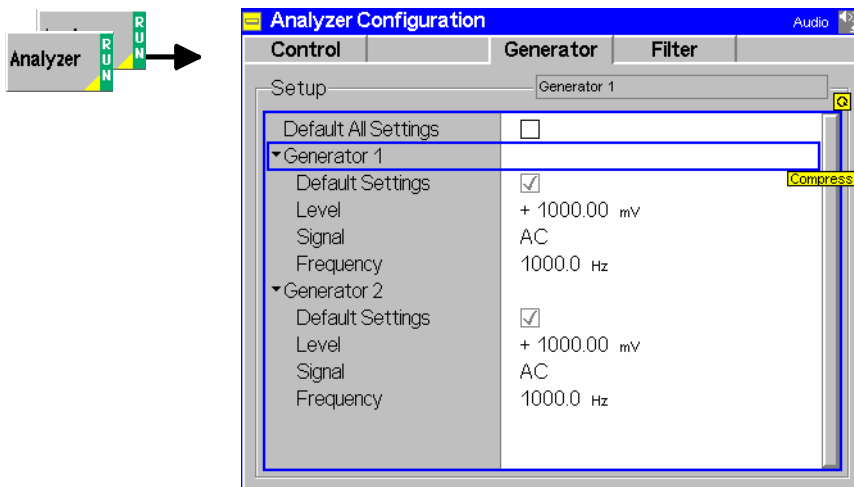 RUN
Analyzer RUN
Analyzer Configuration Audio
Control Generator Filter
Setup Generator 1
Default All Settings
Generator 1
Compress
Default Settings
Level + 1000.00 mV
Signal AC
Frequency 1000.0 Hz
Generator 2
Default Settings
Level + 1000.00 mV
Signal AC
Frequency 1000.0 Hz